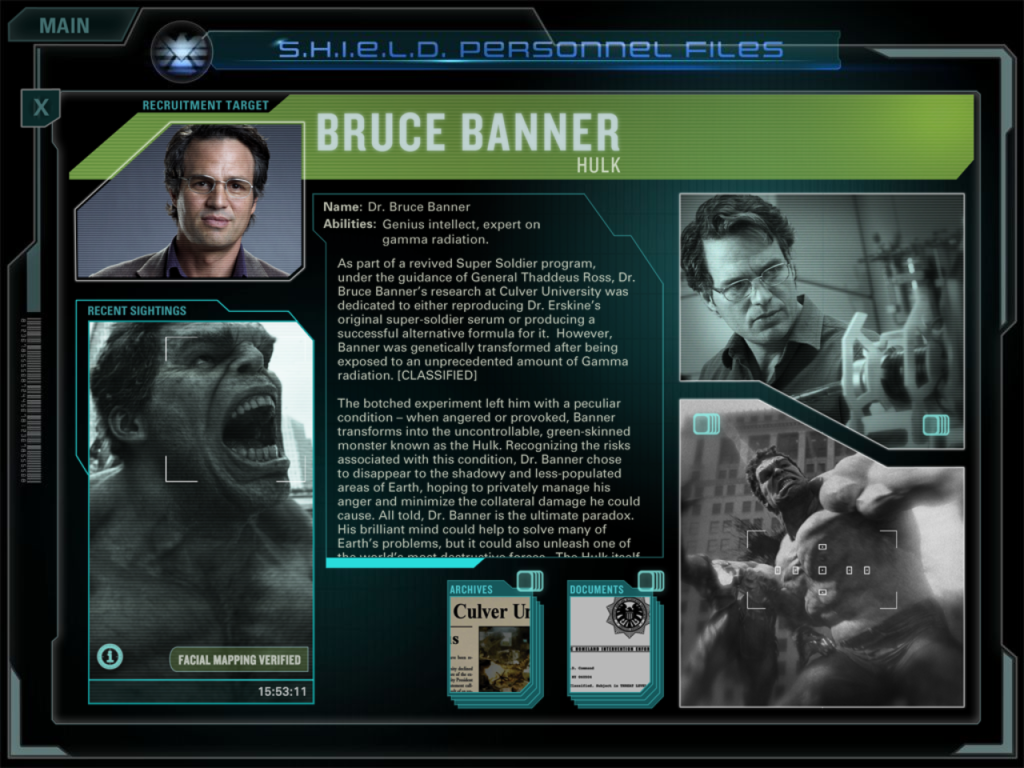 MAIN
S.H.I.E.L.D. PERSONNEL FILES
X
RECRUITMENT TARGET
BRUCE BANNER
HULK
Name: Dr. Bruce Banner
Abilities: Genius intellect, expert on
gamma radiation.
As part of a revived Super Soldier program,
under the guidance of General Thaddeus Ross, Dr.
Bruce Banner's research at Culver University was
dedicated to either reproducing Dr. Erskine's
original super-soldier serum or producing a
successful alternative formula for it. However,
Banner was genetically transformed after being
exposed to an unprecedented amount of Gamma
radiation. [CLASSIFIED]
The botched experiment left him with a peculiar
condition – when angered or provoked, Banner
transforms into the uncontrollable, green-skinned
monster known as the Hulk. Recognizing the risks
associated with this condition, Dr. Banner chose
to disappear to the shadowy and less-populated
areas of Earth, hoping to privately manage his
anger and minimize the collateral damage he could
cause. All told, Dr. Banner is the ultimate paradox.
His brilliant mind could help to solve many of
Earth's problems, but it could also unleash one of
the world's most destructive forces. The Hulk itself
RECENT SIGHTINGS
FACIAL MAPPING VERIFIED
15:53:11
ARCHIVES
Culver Un
s
DOCUMENTS